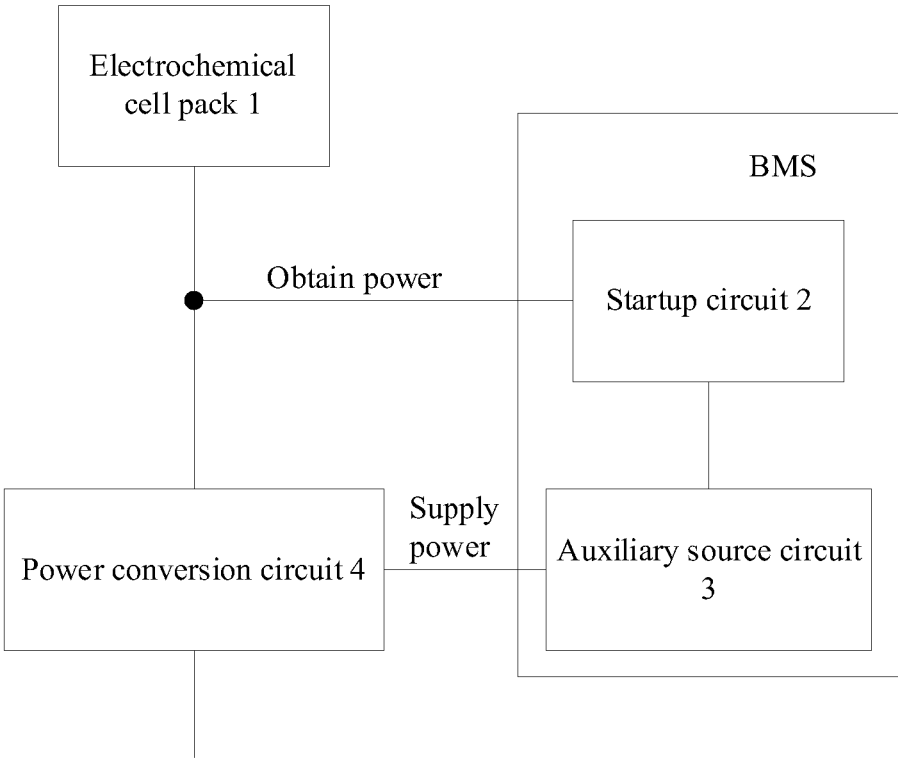 Electrochemical
cell pack 1
BMS
Obtain power
Startup circuit 2
Supply
power
Power conversion circuit 4
Auxiliary source circuit
3